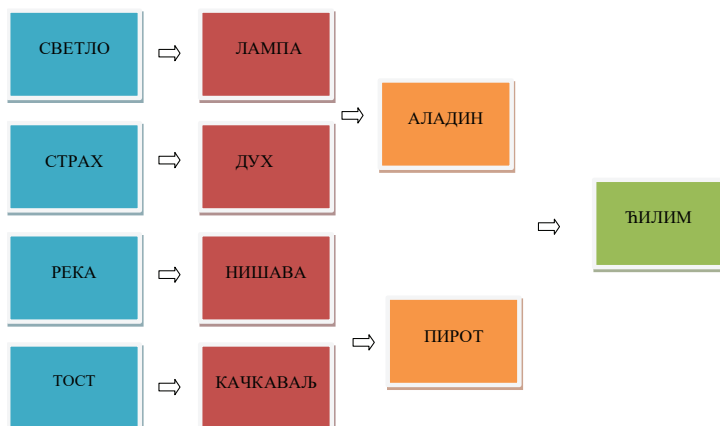 СВЕТЛО
ЛАМПА
АЛАДИН
СТРАХ
ДУХ
ЋИЛИМ
РЕКА
НИШАВА
ПИРОТ
ТОСТ
КАЧКАВАЉ